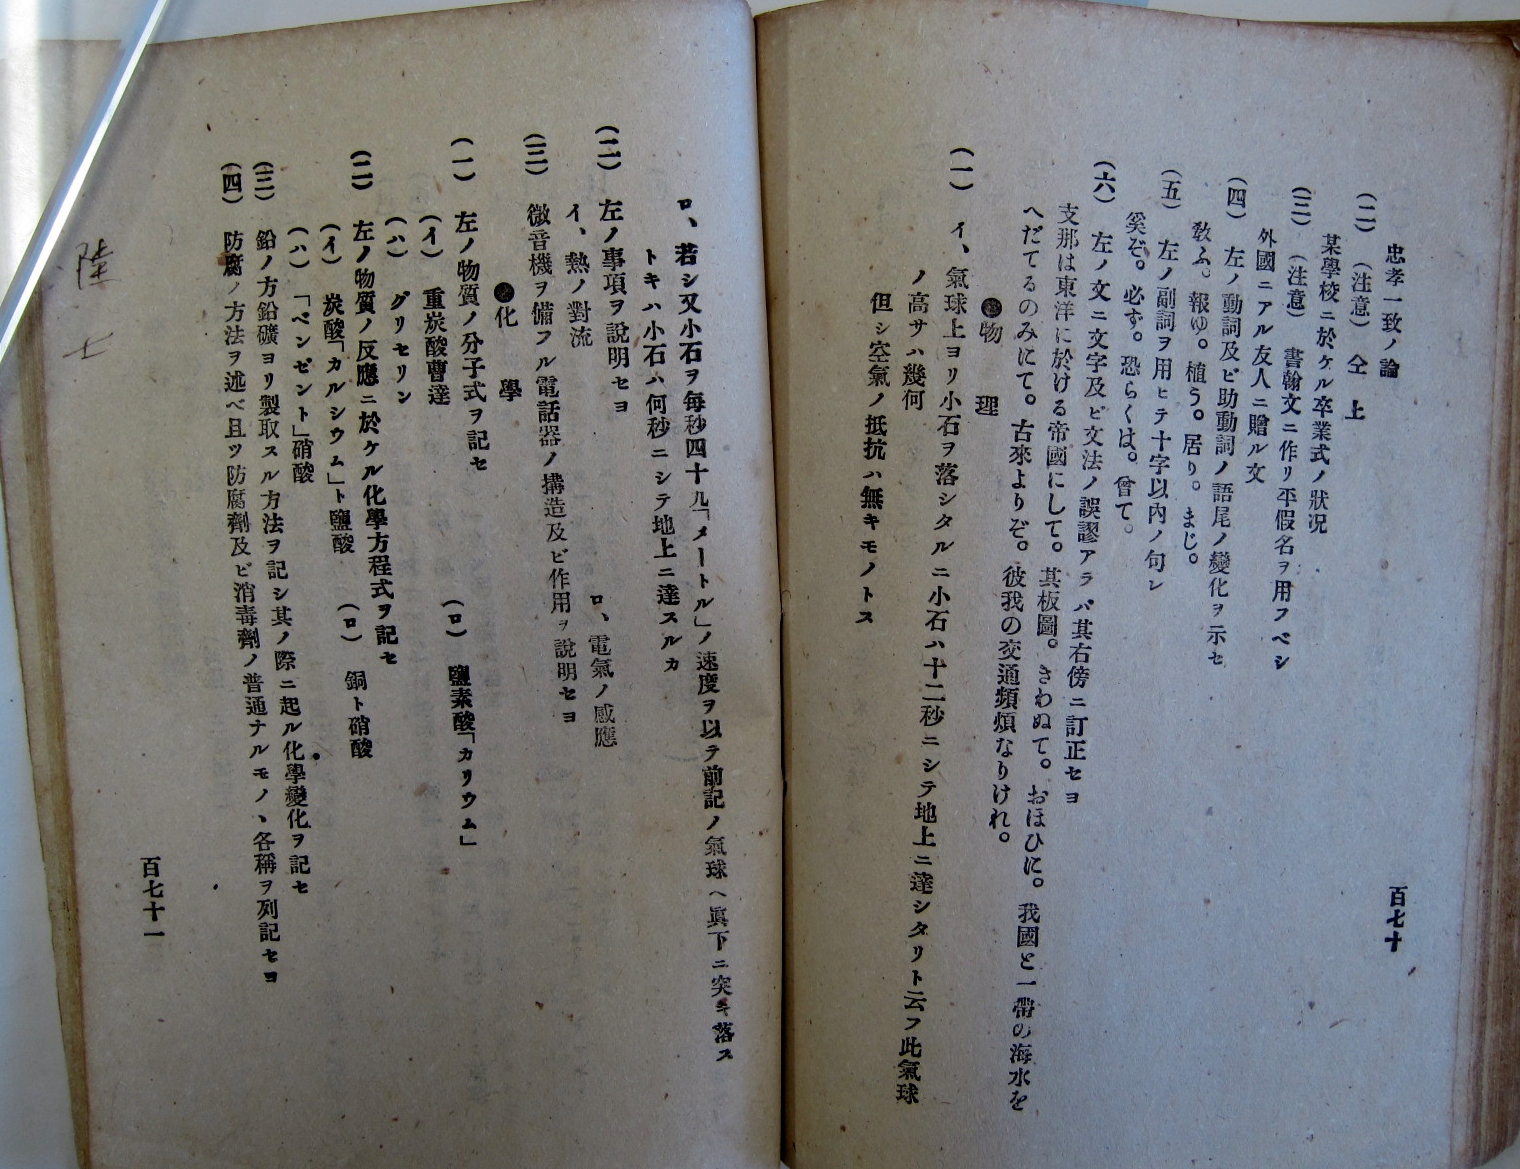 百七十
忠孝一致ノ論
(二) (注意) 仝上
某學校ニ於ケル卒業式ノ狀況
(三) (注意) 書翰文ニ作リ平假名ヲ用フベシ
外國ニアル友人ニ贈ル文
(四) 左ノ動詞及ビ助動詞ノ語尾ノ變化ヲ示セ
敎ふ。報ゆ。植う。居り。まじ。
(五) 左ノ副詞ヲ用ヒテ十字以內ノ句レ
奚ぞ。必ず。恐らくは。曾て。
(六) 左ノ文ニ文字及ビ文法ノ誤謬アラバ其右傍ニ訂正セヨ
支那は東洋に於ける帝國にして。其板圖。きわめて。おほひに。我國と一帶の海水を
へだてるのみにて。古來よりぞ。彼我の交通頻煩なりけれ。
●物理
(一) イ、氣球上ヨリ小石ヲ落シタルニ小石ハ十二秒ニシテ地上ニ達シタリト云フ此氣球
ノ高サハ幾何
但シ空氣ノ抵抗ハ無キモノトス
ロ、若シ又小石ヲ每秒四十九「メートル」ノ速度ヲ以テ前記ノ氣球ヘ眞下ニ突キ落ス
トキハ小石ハ何秒ニシテ地上ニ達スルカ
(二) 左ノ事項ヲ說明セヨ
イ、熱ノ對流 ロ、電氣ノ感應
(三) 微音機ヲ備フル電話器ノ搆造及ビ作用ヲ說明セヨ
●化學
(一) 左ノ物質ノ分子式ヲ記セ
(イ) 重炭酸曹達 (ロ) 鹽素酸「カリウム」
(ハ) グリセリン
(二) 左ノ物質ノ反應ニ於ケル化學方程式ヲ記セ
(イ) 炭酸「カルシウム」ト鹽酸 (ロ) 銅ト硝酸
(ハ) 「ベンゼント」硝酸
(三) 鉛ノ方鉛礦ヨリ製取スル方法ヲ記シ其ノ際ニ起ル化學變化ヲ記セ
(四) 防腐ノ方法ヲ述ベ且ツ防腐劑及ビ消毒劑ノ普通ナルモノヽ各稱ヲ列記セヨ
百七十一
陸士